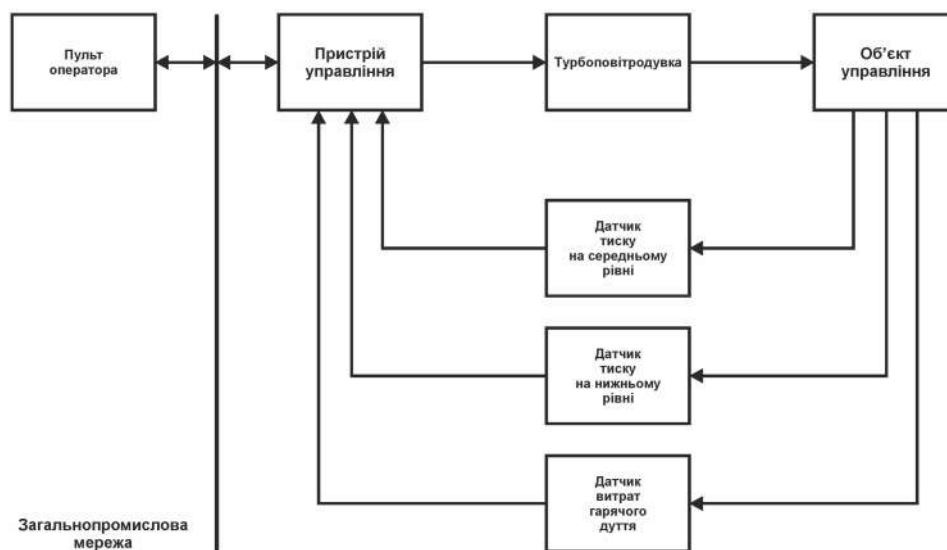 Пульт
оператора
Пристрій
управління
Турбоповітродувка
Об'єкт
управління
Датчик
тиску
на середньому
рівні
Датчик
тиску
на нижньому
рівні
Датчик
витрат
гарячого
дуття
Загальнопромислова
мережа